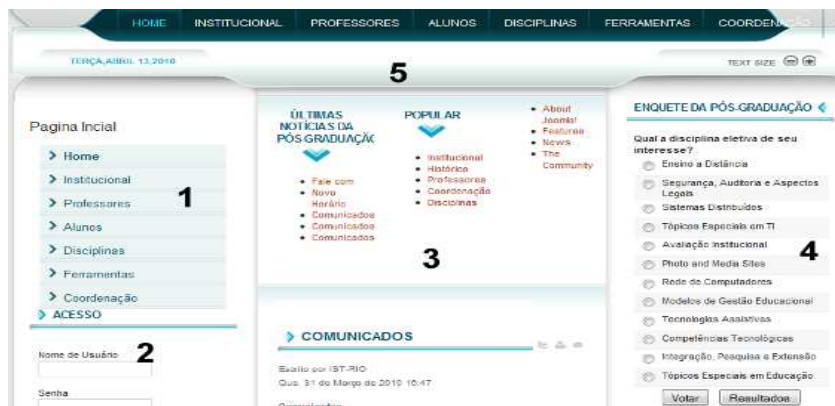 HOME INSTITUCIONAL PROFESSORES ALUNOS DISCIPLINAS FERRAMENTAS COORDENAÇÃO
TERÇA,ABRIL 13,2010
5
TEXT SIZE
Pagina Incial
Home
Institucional
Professores
Alunos
Disciplinas
Ferramentas
Coordenação
1
ACESSO
Nome de Usuário
2
Senha
ÚLTIMAS
NOTÍCIAS DA
PÓS-GRADUAÇÃO
Fale com
Novo
Horário
Comunicados
Comunicados
Comunicados
POPULAR
Institucional
Histórico
Professores
Coordenação
Disciplinas
About
Joomla!
Features
News
The
Community
3
COMUNICADOS
Escrito por IST-RIO
Qua, 31 de Março de 2010 16:47
Comunicados
ENQUETE DA PÓS-GRADUAÇÃO
Qual a disciplina eletiva de seu
interesse?
Ensino a Distância
Segurança, Auditoria e Aspectos
Legais
Sistemas Distribuídos
Tópicos Especiais em TI
Avaliação Institucional
4
Photo and Media Sites
Rede de Computadores
Modelos de Gestão Educacional
Tecnologias Assistivas
Competências Tecnológicas
Integração, Pesquisa e Extensão
Tópicos Especiais em Educação
Votar Resultados